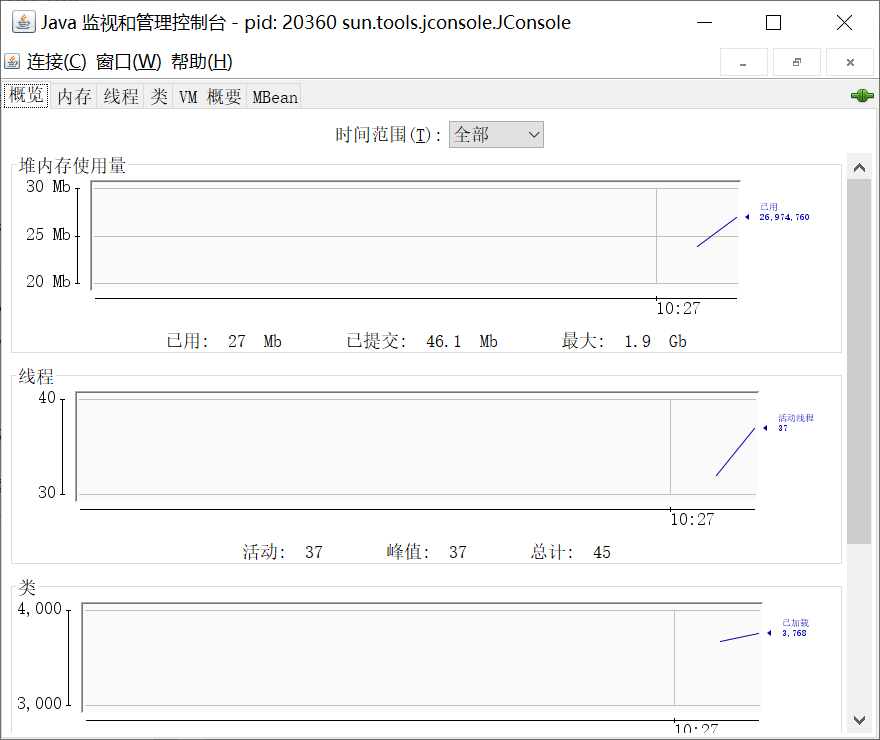 Java 监视和管理控制台 - pid: 20360 sun.tools.jconsole.JConsole
连接(C) 窗口(W) 帮助(H)
概览 内存 线程 类 VM 概要 MBean
时间范围(T): 全部
堆内存使用量
30 Mb
25 Mb
20 Mb
已用
26,974,760
10:27
已用: 27 Mb 已提交: 46.1 Mb 最大: 1.9 Gb
线程
40
30
活动线程
37
10:27
活动: 37 峰值: 37 总计: 45
类
4,000
3,000
已加载
3,768
10:27